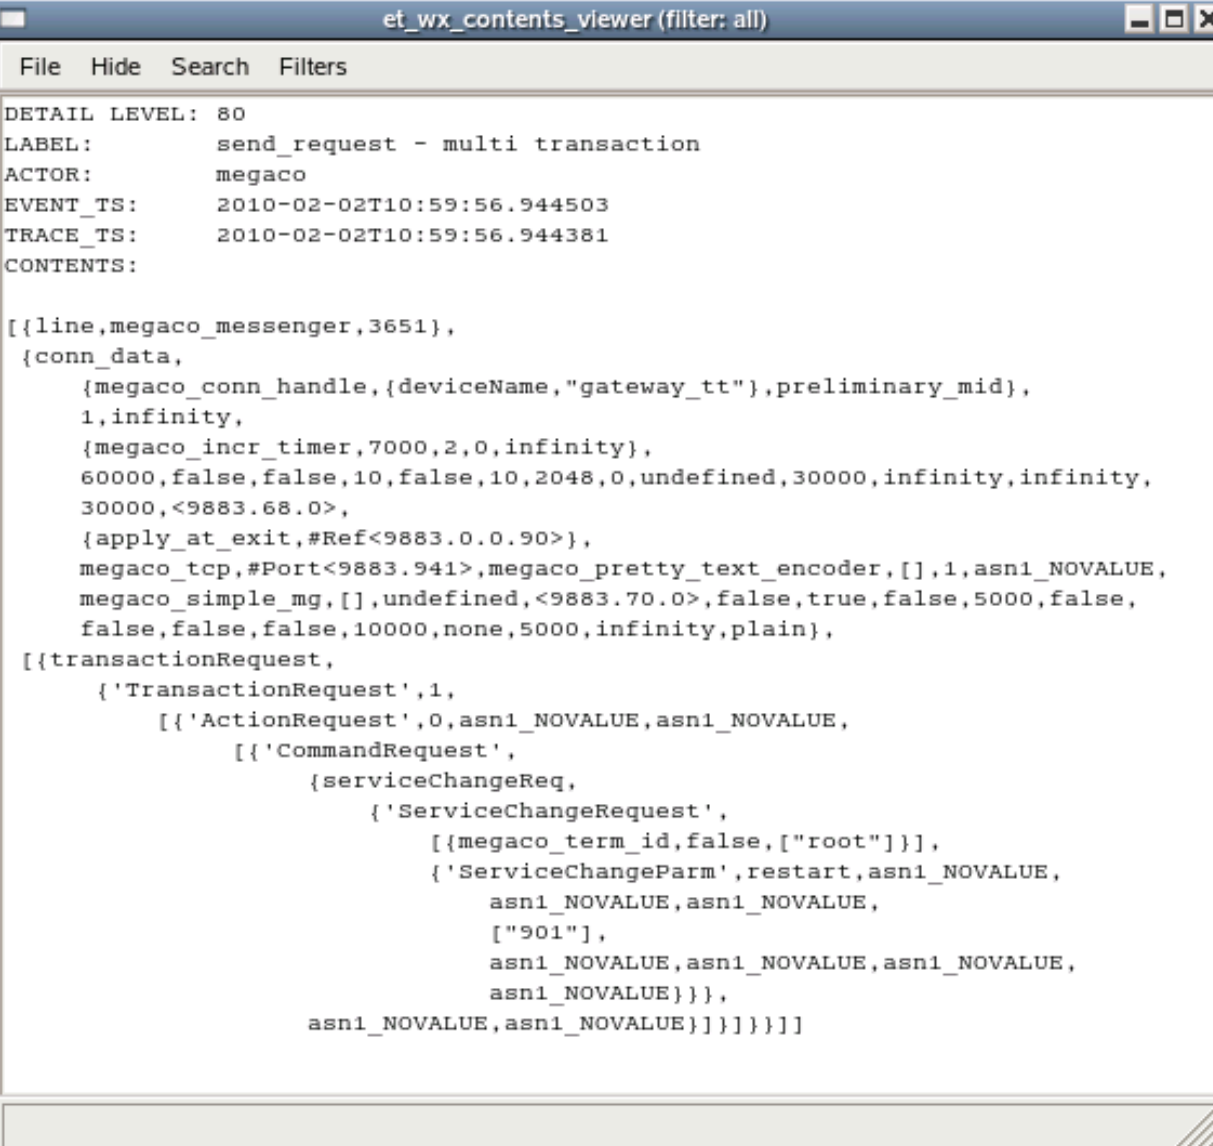 et_wx_contents_viewer (filter: all)
File Hide Search Filters
DETAIL LEVEL: 80
LABEL: send_request - multi transaction
ACTOR: megaco
EVENT_TS: 2010-02-02T10:59:56.944503
TRACE_TS: 2010-02-02T10:59:56.944381
CONTENTS:
[{line,megaco_messenger,3651},
{conn_data,
{megaco_conn_handle,{deviceName,"gateway_tt"},preliminary_mid},
1,infinity,
{megaco_incr_timer,7000,2,0,infinity},
60000,false,false,10,false,10,2048,0,undefined,30000,infinity,infinity,
30000,<9883.68.0>,
{apply_at_exit,#Ref<9883.0.0.90>},
megaco_tcp,#Port<9883.941>,megaco_pretty_text_encoder,[],1,asn1_NOVALUE,
megaco_simple_mg,[],undefined,<9883.70.0>,false,true,false,5000,false,
false,false,false,10000,none,5000,infinity,plain},
[{transactionRequest,
{'TransactionRequest',1,
[{'ActionRequest',0,asn1_NOVALUE,asn1_NOVALUE,
[{'CommandRequest',
{serviceChangeReq,
{'ServiceChangeRequest',
[{megaco_term_id,false,["root"]}],
{'ServiceChangeParm',restart,asn1_NOVALUE,
asn1_NOVALUE,asn1_NOVALUE,
["901"],
asn1_NOVALUE,asn1_NOVALUE,asn1_NOVALUE,
asn1_NOVALUE}}},
asn1_NOVALUE,asn1_NOVALUE}]}]}}]]